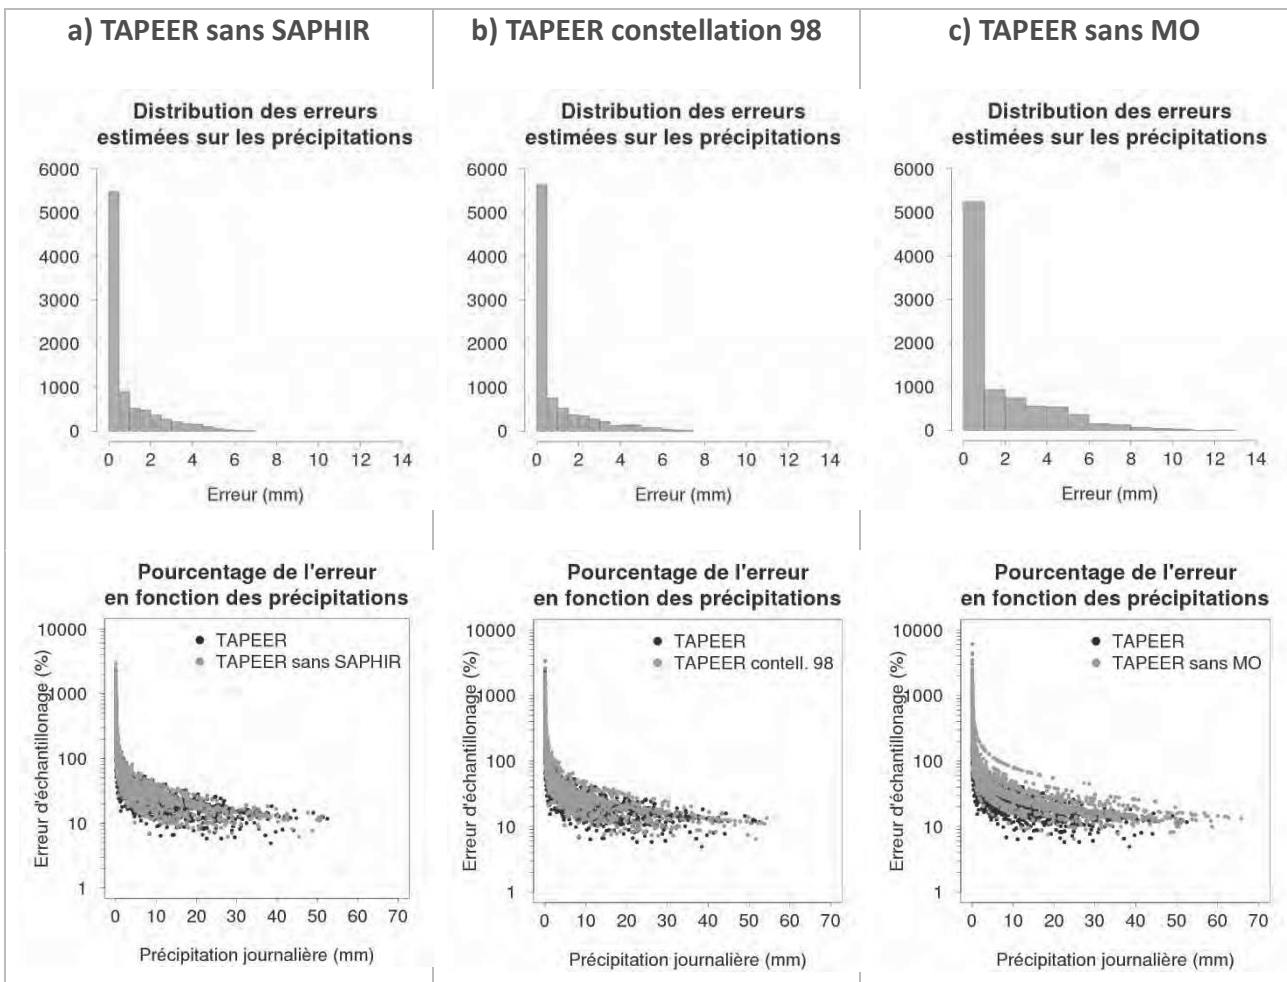 a) TAPEER sans SAPHIR
b) TAPEER constellation 98
c) TAPEER sans MO
Distribution des erreurs
estimées sur les précipitations
6000
5000
4000
3000
2000
1000
0
0 2 4 6 8 10 12 14
Erreur (mm)
Distribution des erreurs
estimées sur les précipitations
6000
5000
4000
3000
2000
1000
0
0 2 4 6 8 10 12 14
Erreur (mm)
Distribution des erreurs
estimées sur les précipitations
6000
5000
4000
3000
2000
1000
0
0 2 4 6 8 10 12 14
Erreur (mm)
Pourcentage de l'erreur
en fonction des précipitations
Erreur d'échantillonage (%)
10000
1000
100
10
1
TAPEER
TAPEER sans SAPHIR
0 10 20 30 40 50 60 70
Précipitation journalière (mm)
Pourcentage de l'erreur
en fonction des précipitations
Erreur d'échantillonage (%)
10000
1000
100
10
1
TAPEER
TAPEER contell. 98
0 10 20 30 40 50 60 70
Précipitation journalière (mm)
Pourcentage de l'erreur
en fonction des précipitations
Erreur d'échantillonage (%)
10000
1000
100
10
1
TAPEER
TAPEER sans MO
0 10 20 30 40 50 60 70
Précipitation journalière (mm)